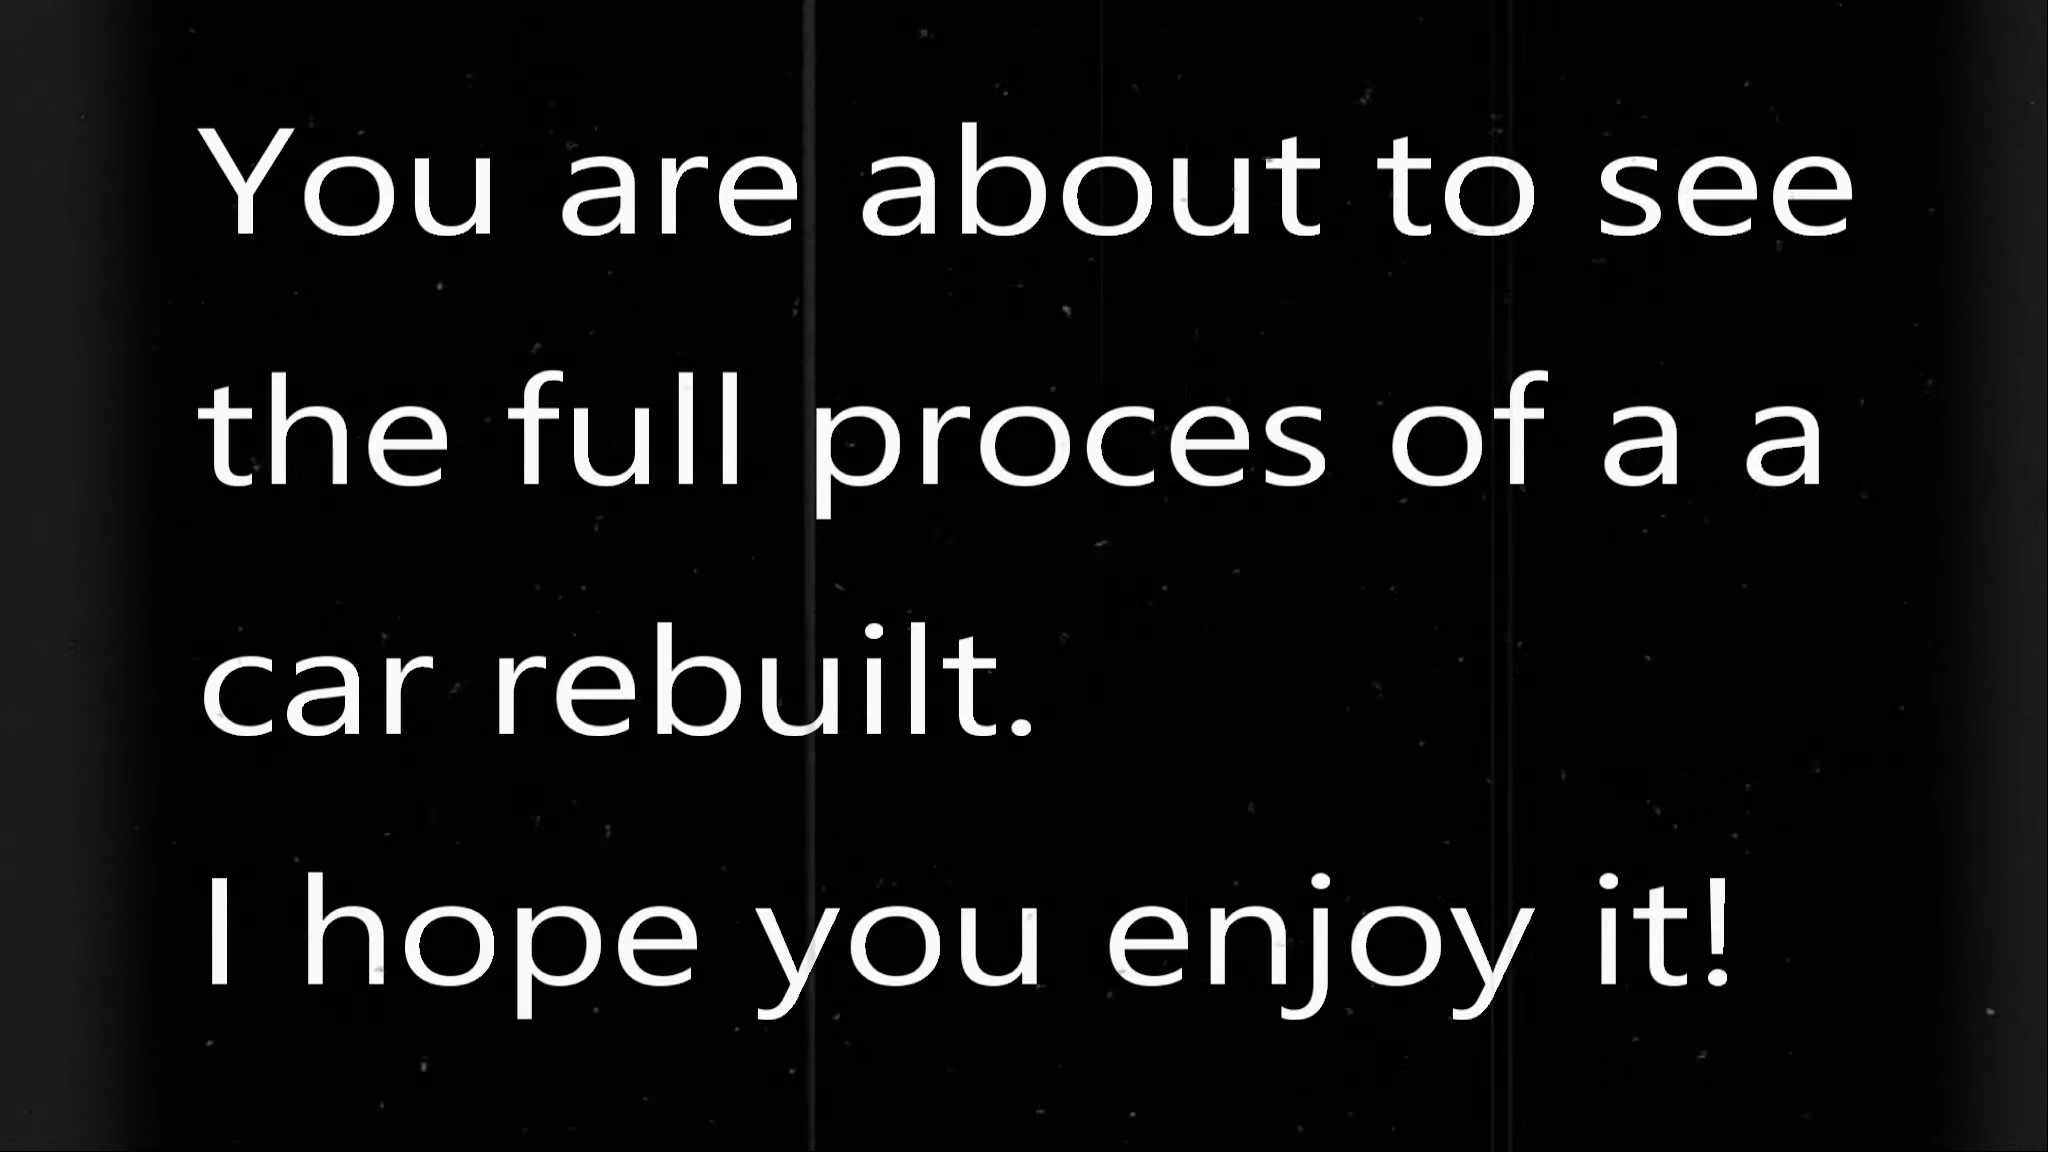 You are about to see
the full proces of a a
car rebuilt.
I hope you enjoy it!